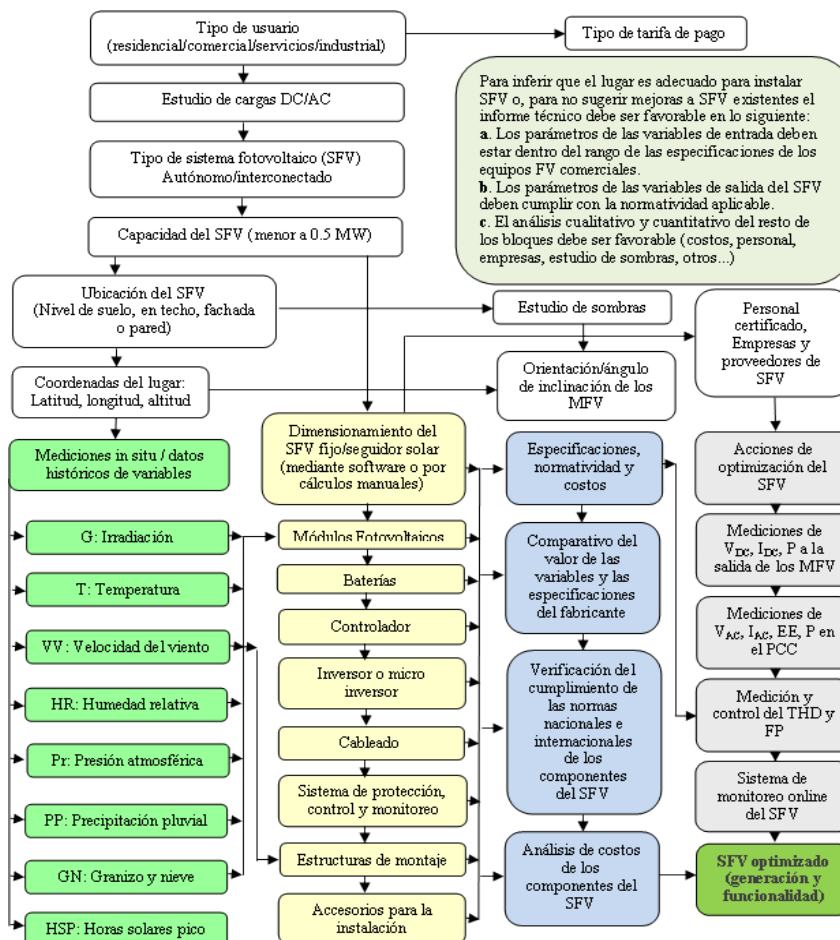 Tipo de usuario
(residencial/comercial/servicios/industrial)
Tipo de tarifa de pago
Estudio de cargas DC/AC
Tipo de sistema fotovoltaico (SFV)
Autónomo/interconectado
Capacidad del SFV (menor a 0.5 MW)
Para inferir que el lugar es adecuado para instalar
SFV o, para no sugerir mejoras a SFV existentes el
informe técnico debe ser favorable en lo siguiente:
a. Los parámetros de las variables de entrada deben
estar dentro del rango de las especificaciones de los
equipos FV comerciales.
b. Los parámetros de las variables de salida del SFV
deben cumplir con la normatividad aplicable.
c. El análisis cualitativo y cuantitativo del resto de
los bloques debe ser favorable (costos, personal,
empresas, estudio de sombras, otros...)
Ubicación del SFV
(Nivel de suelo, en techo, fachada
o pared)
Estudio de sombras
Personal
certificado,
Empresas y
proveedores de
SFV
Coordenadas del lugar:
Latitud, longitud, altitud
Orientación/ángulo
de inclinación de los
MFV
Mediciones in situ / datos
históricos de variables
G: Irradiación
T: Temperatura
VV: Velocidad del viento
HR: Humedad relativa
Pr: Presión atmosférica
PP: Precipitación pluvial
GN: Granizo y nieve
HSP: Horas solares pico
Dimensionamiento del
SFV fijo/seguidor solar
(mediante software o por
cálculos manuales)
Módulos Fotovoltaicos
Baterías
Controlador
Inversor o micro
inversor
Cableado
Sistema de protección,
control y monitoreo
Estructuras de montaje
Accesorios para la
instalación
Especificaciones,
normatividad y
costos
Comparativo del
valor de las
variables y las
especificaciones
del fabricante
Verificación del
cumplimiento de
las normas
nacionales e
internacionales
de los
componentes
del SFV
Análisis de costos
de los
componentes del
SFV
Acciones de
optimización del
SFV
Mediciones de
VDC, IDC, P a la
salida de los MFV
Mediciones de
VAC, IAC, EE, P en
el PCC
Medición y
control del THD y
FP
Sistema de
monitoreo online
del SFV
SFV optimizado
(generación y
funcionalidad)